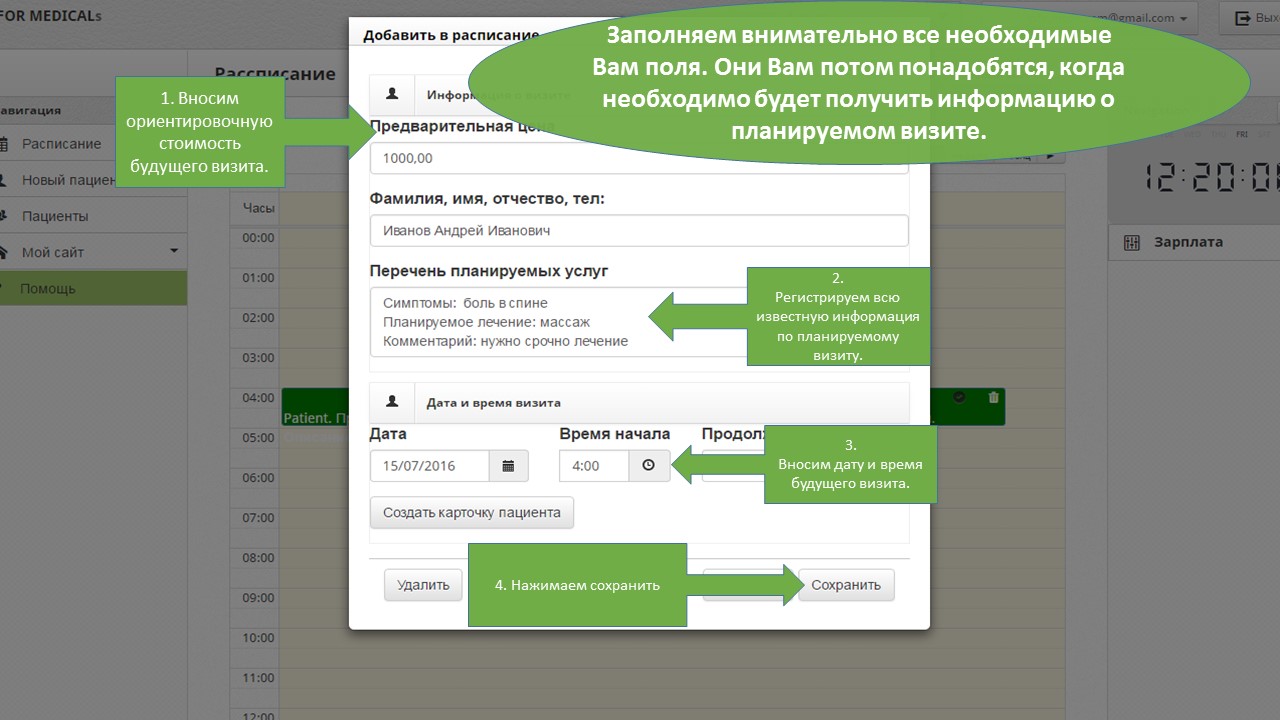 FOR MEDICALs
Добавить в расписание
m@gmail.com
Заполняем внимательно все необходимые
Вам поля. Они Вам потом понадобятся, когда
необходимо будет получить информацию о
планируемом визите.
Рассписание
1. Вносим
ориентировочную
стоимость
будущего визита.
авигация
Расписание
Новый пациен
Пациенты
Мой сайт
Помощь
Предварительная цена
1000,00
Фамилия, имя, отчество, тел:
Иванов Андрей Иванович
Перечень планируемых услуг
Симптомы: боль в спине
Планируемое лечение: массаж
Комментарий: нужно срочно лечение
2.
Регистрируем всю
известную информация
по планируемому
визиту.
Дата и время визита
Дата
Время начала
Продол
15/07/2016
4:00
3.
Вносим дату и время
будущего визита.
Создать карточку пациента
Удалить
4. Нажимаем сохранить
Сохранить
Часы
00:00
01:00
02:00
03:00
04:00
Patient. П
05:00
06:00
07:00
08:00
09:00
10:00
11:00
12:00
FRI
12:20:0
Зарплата
Вых